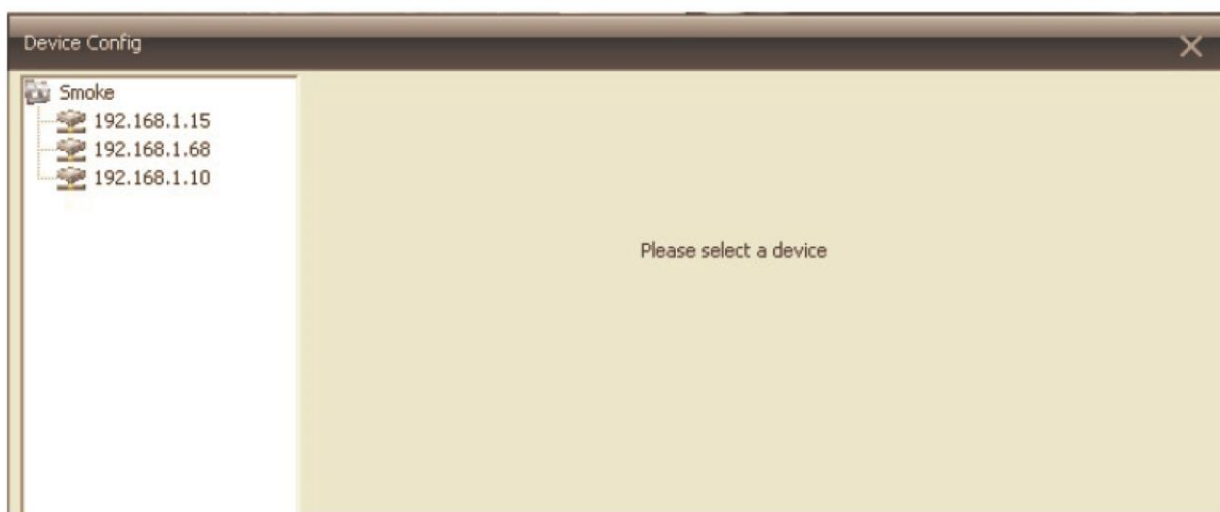 Device Config
Smoke
192.168.1.15
192.168.1.68
192.168.1.10
Please select a device